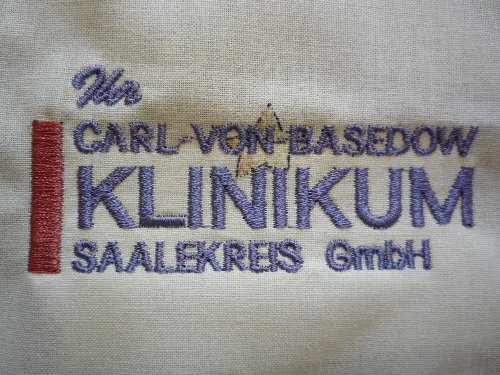 Ihr
CARL-VON-BASEDOW
KLINIKUM
SAALEKREIS GmbH